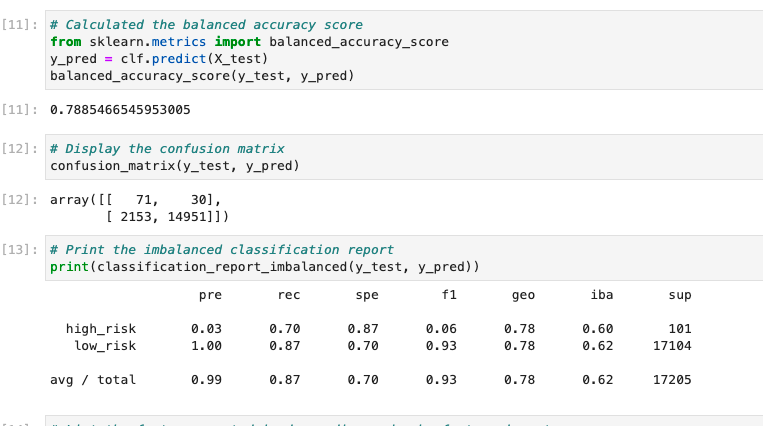 [11]: # Calculated the balanced accuracy score
from sklearn.metrics import balanced_accuracy_score
y_pred = clf.predict(X_test)
balanced_accuracy_score(y_test, y_pred)
[11]: 0.7885466545953005
[12]: # Display the confusion matrix
confusion_matrix(y_test, y_pred)
[12]: array([[   71,    30],
       [ 2153, 14951]])
[13]: # Print the imbalanced classification report
print(classification_report_imbalanced(y_test, y_pred))
pre rec spe f1 geo iba sup
high_risk 0.03 0.70 0.87 0.06 0.78 0.60 101
low_risk 1.00 0.87 0.70 0.93 0.78 0.62 17104
avg / total 0.99 0.87 0.70 0.93 0.78 0.62 17205